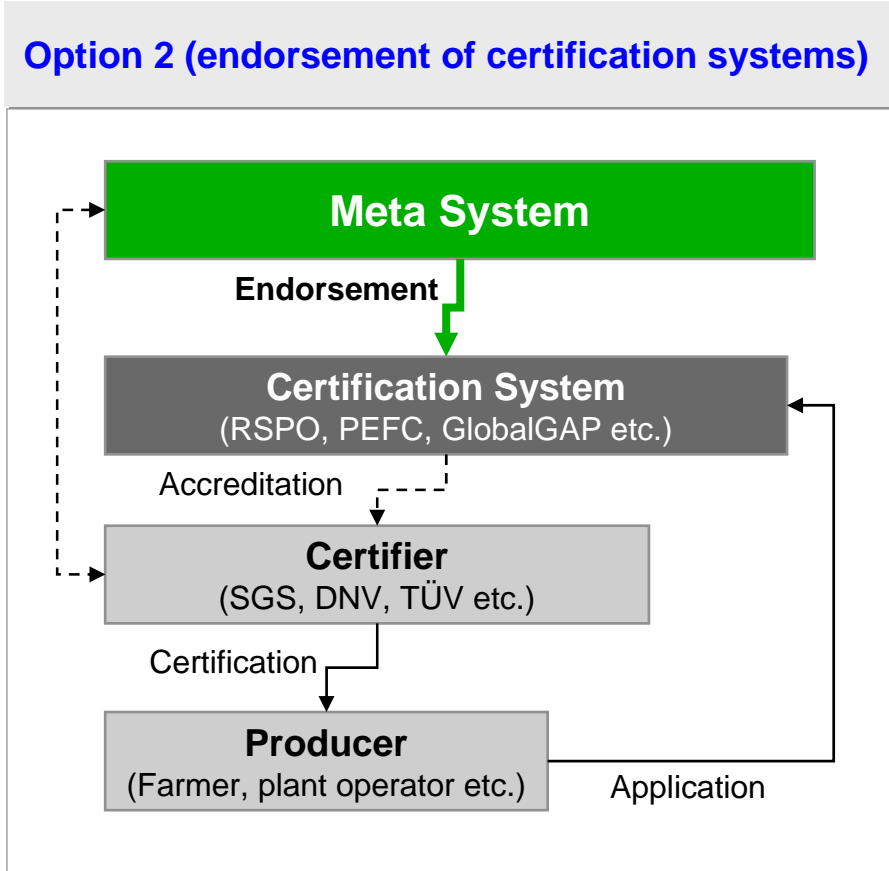 Option 2 (endorsement of certification systems)
Meta System
Endorsement
Certification System
(RSPO, PEFC, GlobalGAP etc.)
Accreditation
Certifier
(SGS, DNV, TÜV etc.)
Certification
Producer
(Farmer, plant operator etc.)
Application